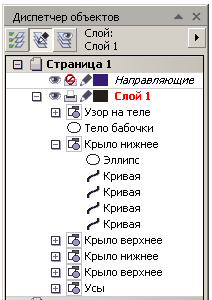 Диспетчер объектов
Слой:
Слой 1
Страница 1
Направляющие
Слой 1
Узор на теле
Тело бабочки
Крыло нижнее
Эллипс
Кривая
Кривая
Кривая
Кривая
Крыло верхнее
Крыло нижнее
Крыло верхнее
Усы